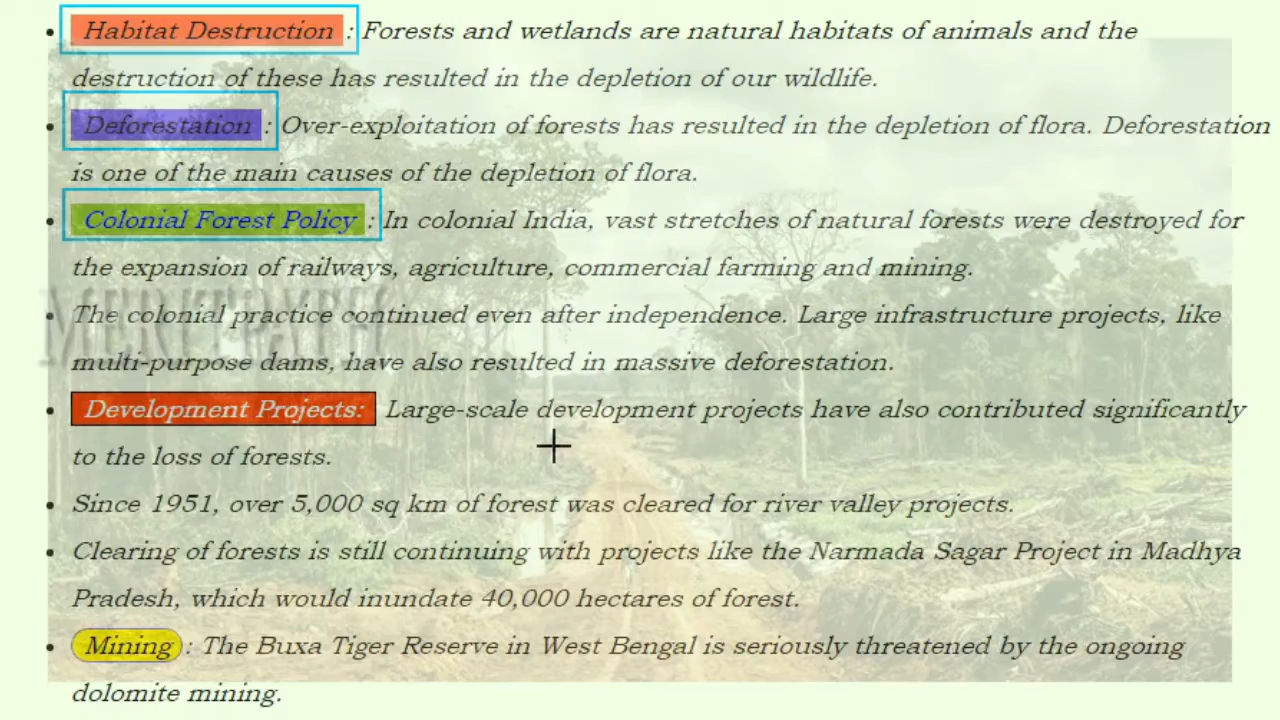 • Habitat Destruction : Forests and wetlands are natural habitats of animals and the
destruction of these has resulted in the depletion of our wildlife.
• Deforestation : Over-exploitation of forests has resulted in the depletion of flora. Deforestation
is one of the main causes of the depletion of flora.
• Colonial Forest Policy : In colonial India, vast stretches of natural forests were destroyed for
the expansion of railways, agriculture, commercial farming and mining.
• The colonial practice continued even after independence. Large infrastructure projects, like
multi-purpose dams, have also resulted in massive deforestation.
• Development Projects: Large-scale development projects have also contributed significantly
to the loss of forests.
• Since 1951, over 5,000 sq km of forest was cleared for river valley projects.
• Clearing of forests is still continuing with projects like the Narmada Sagar Project in Madhya
Pradesh, which would inundate 40,000 hectares of forest.
• Mining : The Buxa Tiger Reserve in West Bengal is seriously threatened by the ongoing
dolomite mining.